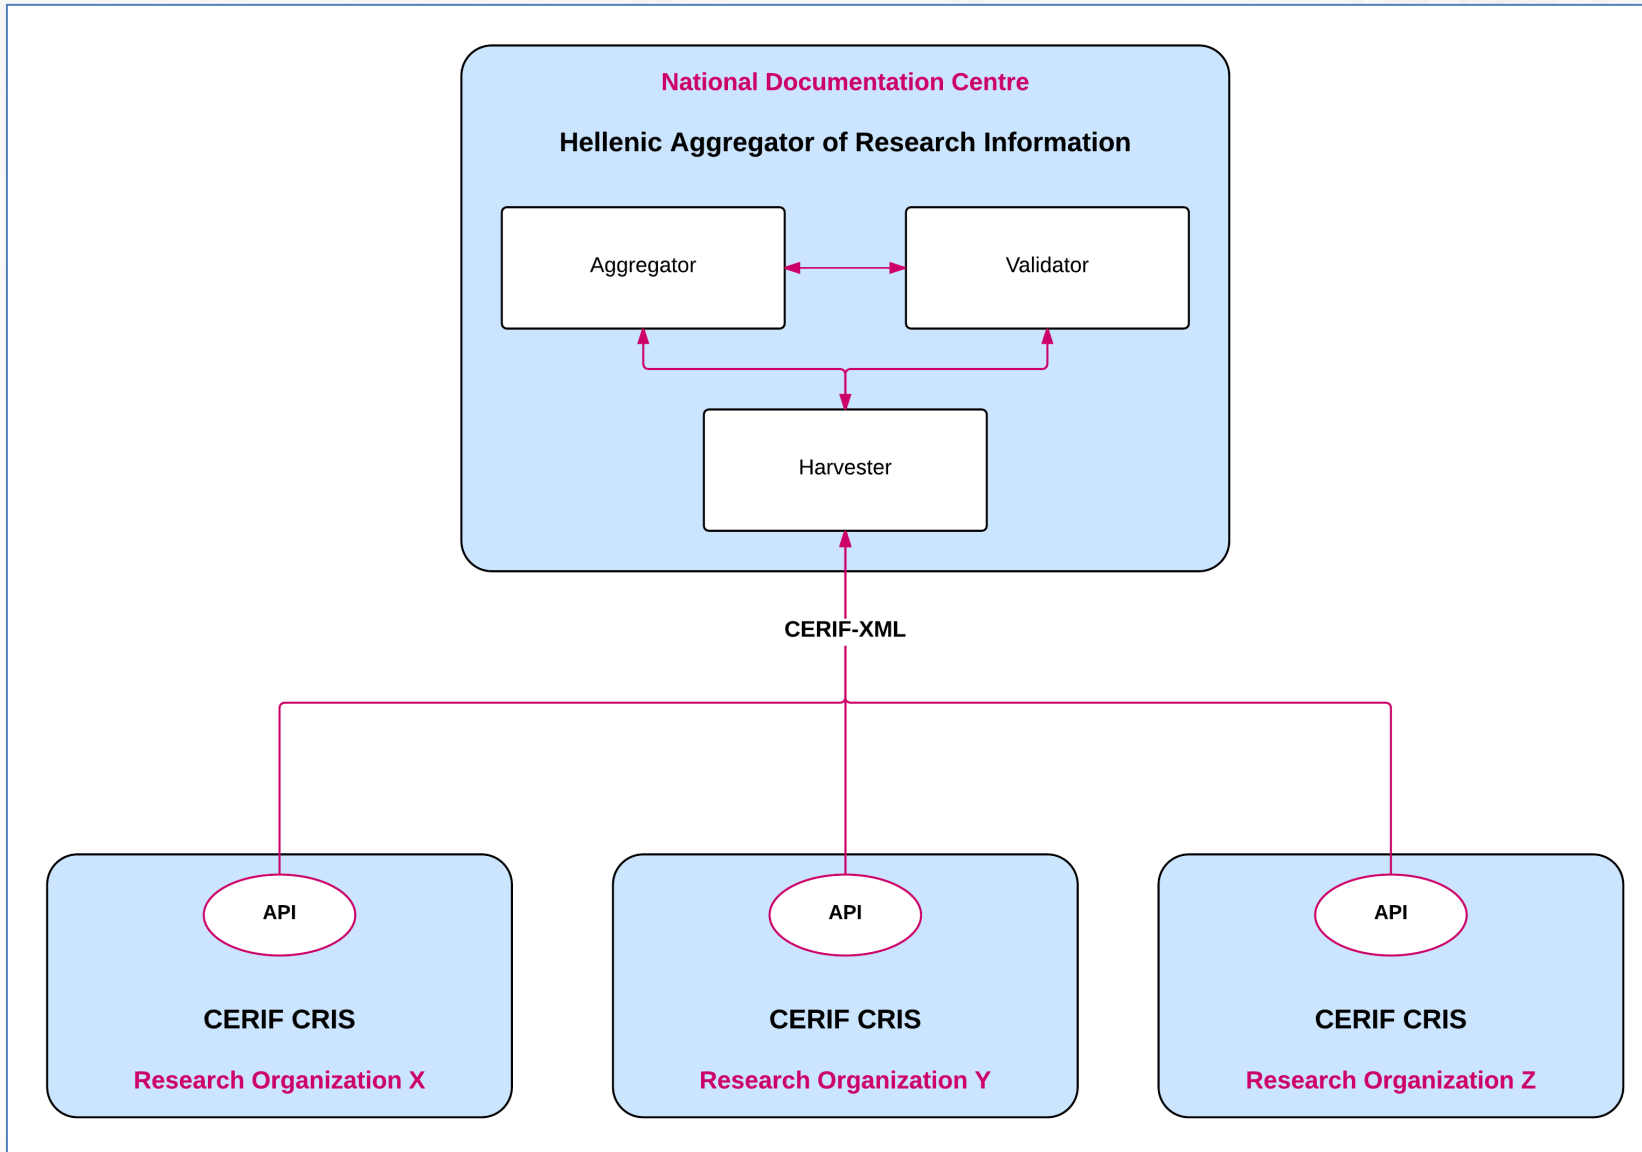 National Documentation Centre
Hellenic Aggregator of Research Information
Aggregator
Validator
Harvester
CERIF-XML
API
API
API
CERIF CRIS
CERIF CRIS
CERIF CRIS
Research Organization X
Research Organization Y
Research Organization Z